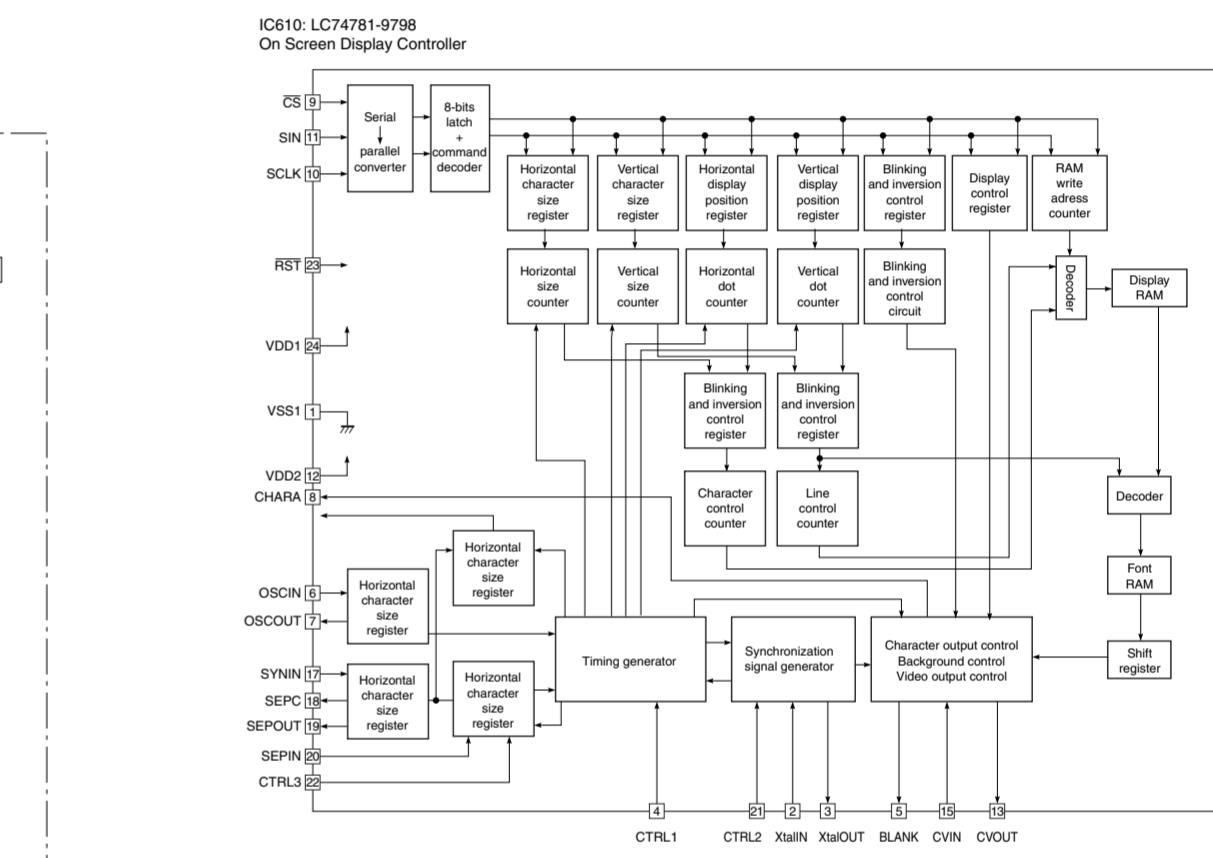 IC610: LC74781-9798
On Screen Display Controller
CS 9
SIN 11
SCLK 10
RST 23
VDD1 24
VSS1 1
VDD2 12
CHARA 8
OSCIN 6
OSCOUT 7
SYNIN 17
SEPC 18
SEPOUT 19
SEPIN 20
CTRL3 22
Serial
parallel
converter
8-bits
latch
+
command
decoder
Horizontal
character
size
register
Vertical
character
size
register
Horizontal
display
position
register
Vertical
display
position
register
Blinking
and inversion
control
register
Display
control
register
RAM
write
adress
counter
Horizontal
size
counter
Vertical
size
counter
Horizontal
dot
counter
Vertical
dot
counter
Blinking
and inversion
control
circuit
Decoder
Display
RAM
Blinking
and inversion
control
register
Blinking
and inversion
control
register
Character
control
counter
Line
control
counter
Decoder
Font
RAM
Shift
register
Horizontal
character
size
register
Horizontal
character
size
register
Horizontal
character
size
register
Horizontal
character
size
register
Timing generator
Synchronization
signal generator
Character output control
Background control
Video output control
4 21 2 3 5 15 13
CTRL1 CTRL2 XtalIN XtalOUT BLANK CVIN CVOUT